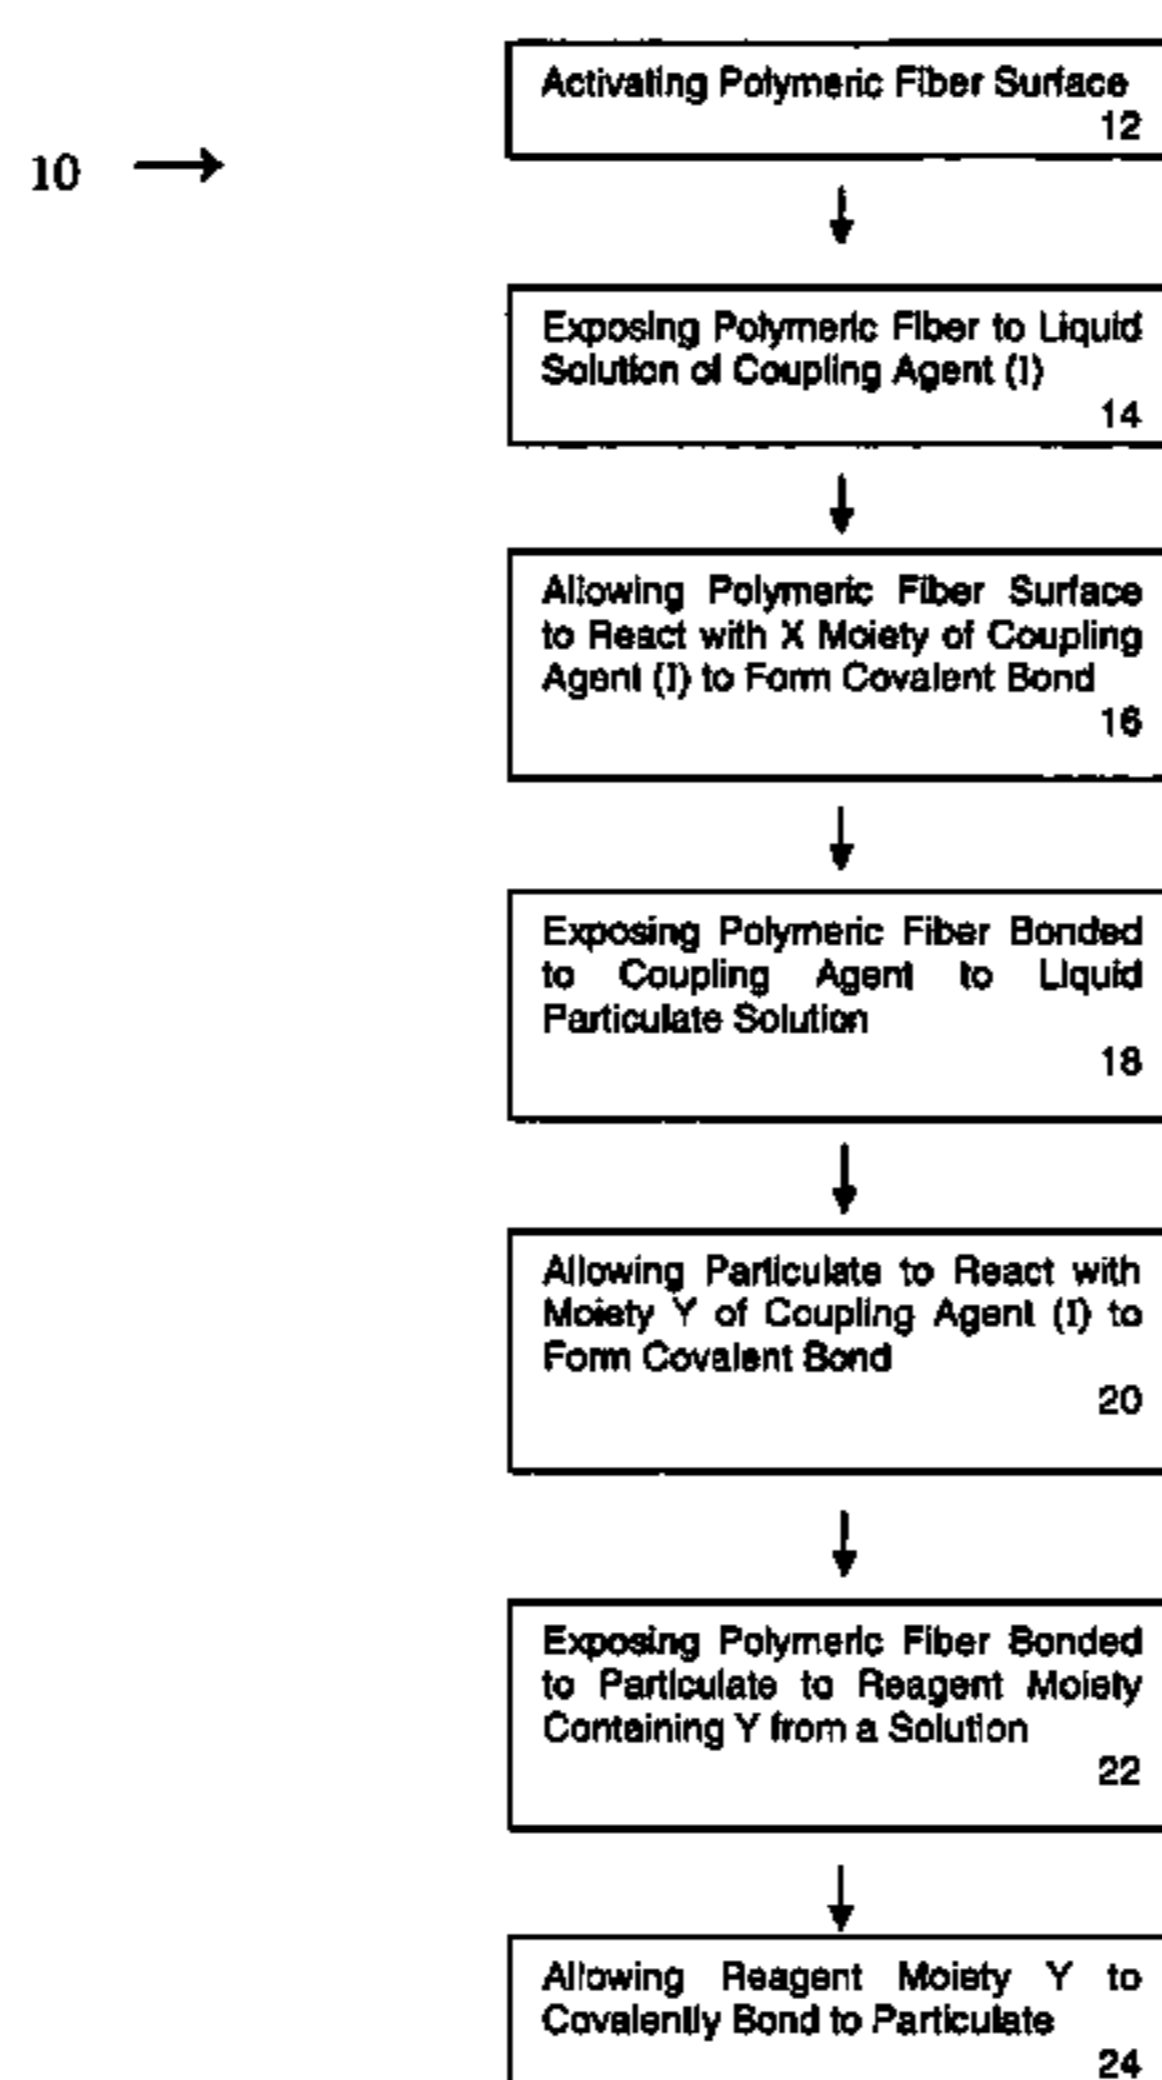 Activating Polymeric Fiber Surface
12
10
Exposing Polymeric Fiber to Liquid
Solution of Coupling Agent (I)
14
Allowing Polymeric Fiber Surface
to React with X Moiety of Coupling
Agent (I) to Form Covalent Bond
16
Exposing Polymeric Fiber Bonded
to Coupling Agent to Liquid
Particulate Solution
18
Allowing Particulate to React with
Moiety Y of Coupling Agent (I) to
Form Covalent Bond
20
Exposing Polymeric Fiber Bonded
to Particulate to Reagent Moiety
Containing Y from a Solution
22
Allowing Reagent Moiety Y to
Covalently Bond to Particulate
24